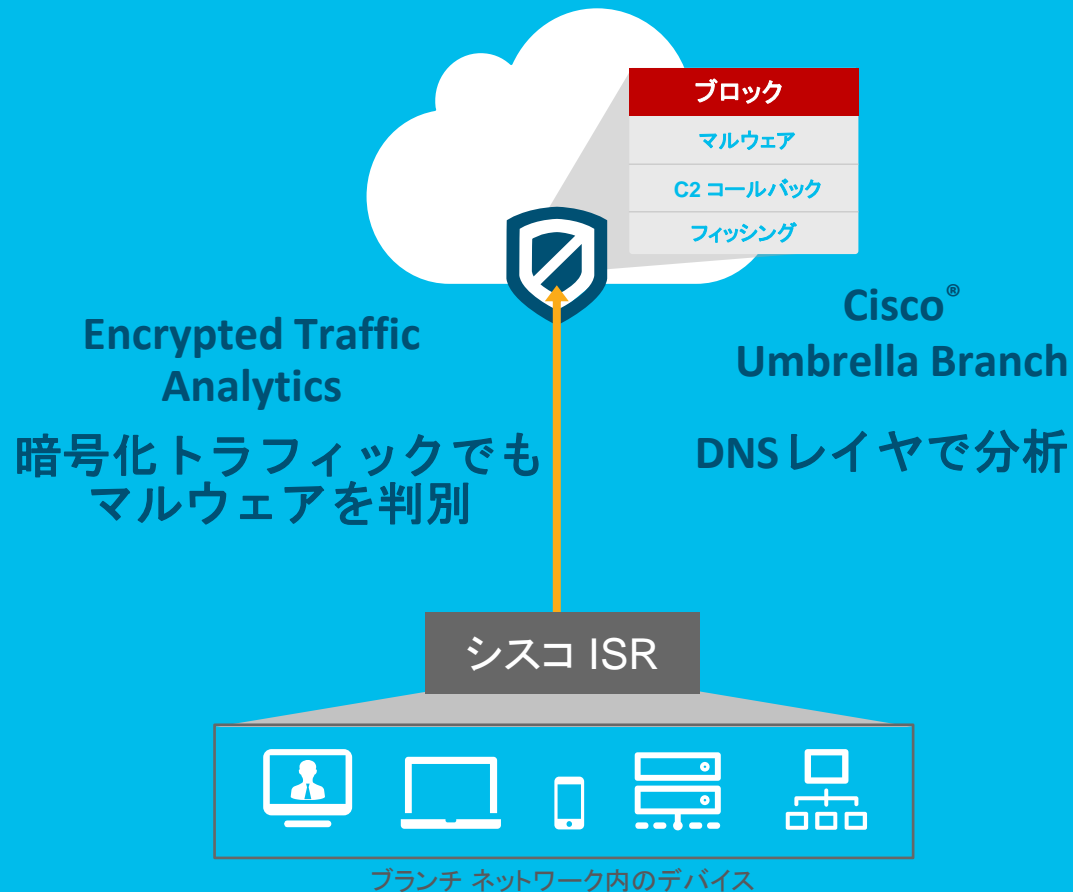 ブロック
マルウェア
C2 コールバック
フィッシング
Encrypted Traffic
Analytics
暗号化トラフィックでも
マルウェアを判別
Cisco®
Umbrella Branch
DNSレイヤで分析
シスコ ISR
ブランチ ネットワーク内のデバイス